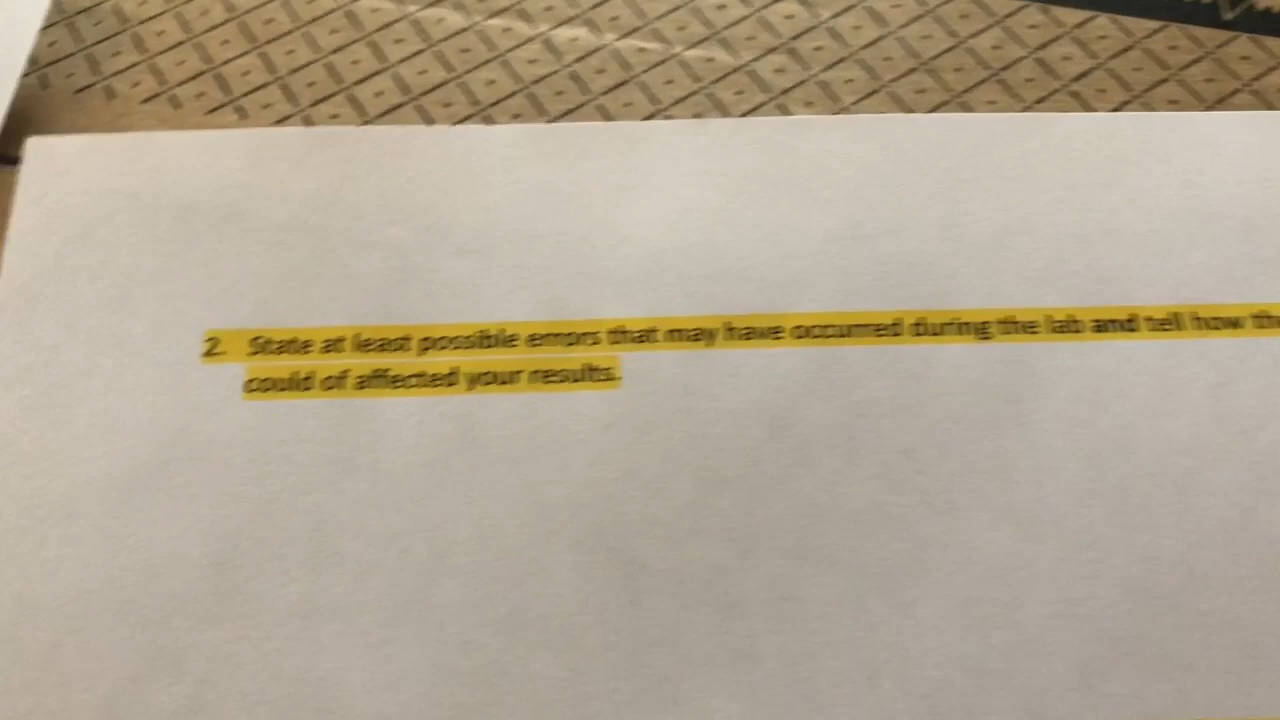 2. State at least possible errors that may have occurred during the lab and tell how
could of affected your results.